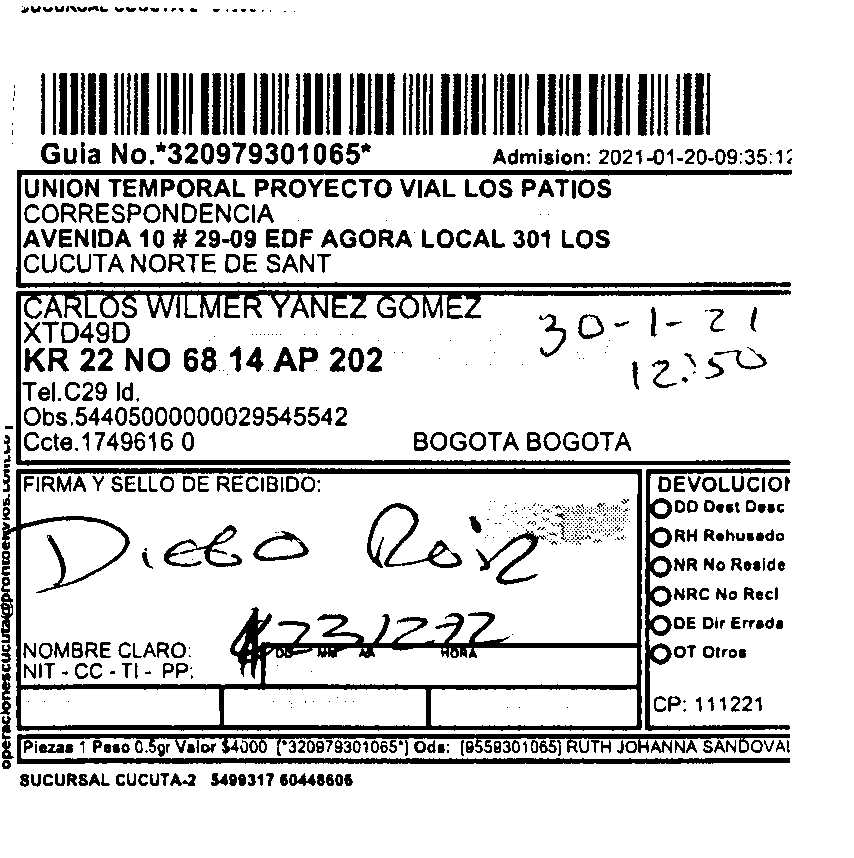 SUCURSAL CUCUTA-2
Guia No.*320979301065*
Admision: 2021-01-20-09:35:12
UNION TEMPORAL PROYECTO VIAL LOS PATIOS
CORRESPONDENCIA
AVENIDA 10 # 29-09 EDF AGORA LOCAL 301 LOS
CUCUTA NORTE DE SANT
CARLOS WILMER YANEZ GOMEZ
XTD49D
30-1-21
KR 22 NO 68 14 AP 202
12:50
Tel.C29 Id.
Obs.54405000000029545542
Ccte.1749616 0
BOGOTA BOGOTA
FIRMA Y SELLO DE RECIBIDO:
Diego Roiz
DEVOLUCION
DD Dest Desc
RH Rehusado
NR No Reside
NRC No Recl
DE Dir Errada
OT Otros
NOMBRE CLARO:
DD MM AA HORA
NIT - CC - TI - PP:
CP: 111221
Piezas 1 Peso 0.5gr Valor $4000 (*320979301065*) Ods: (9559301065) RUTH JOHANNA SANDOVAL
SUCURSAL CUCUTA-2 5499317 60448606
operacionescucuta@prontoenvios.com.co